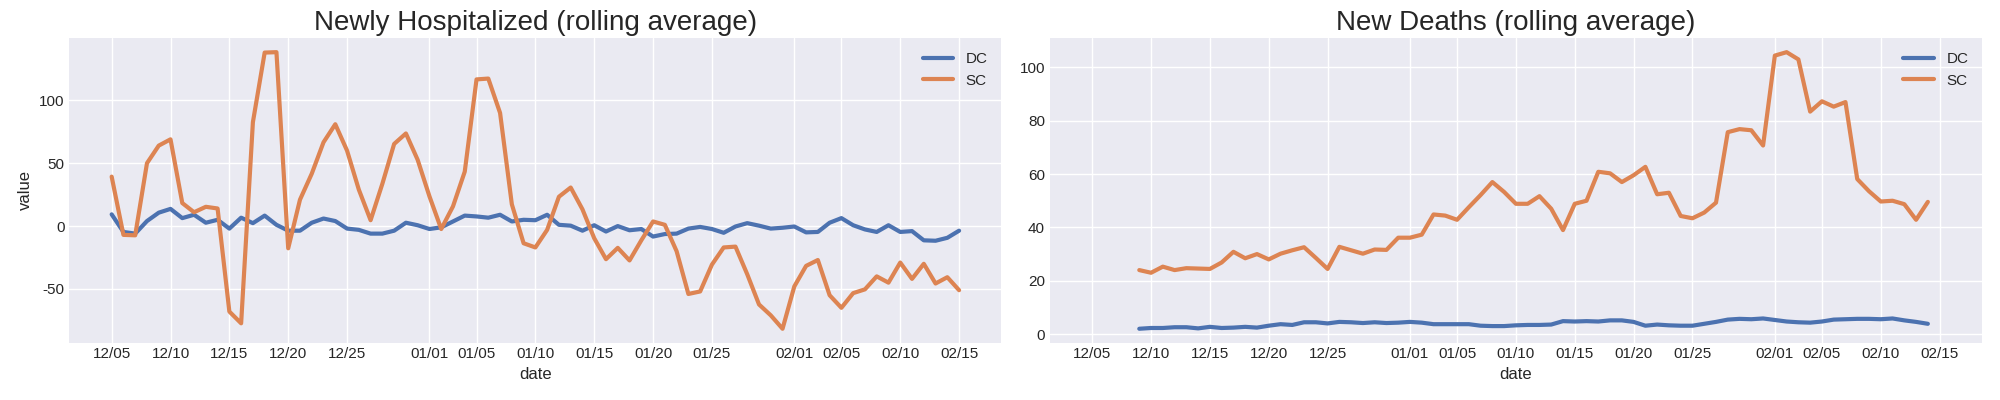 Newly Hospitalized (rolling average)
DC
SC
100
50
0
-50
value
12/05 12/10 12/15 12/20 12/25 01/01 01/05 01/10 01/15 01/20 01/25 02/01 02/05 02/10 02/15
date
New Deaths (rolling average)
DC
SC
100
80
60
40
20
0
12/05 12/10 12/15 12/20 12/25 01/01 01/05 01/10 01/15 01/20 01/25 02/01 02/05 02/10 02/15
date